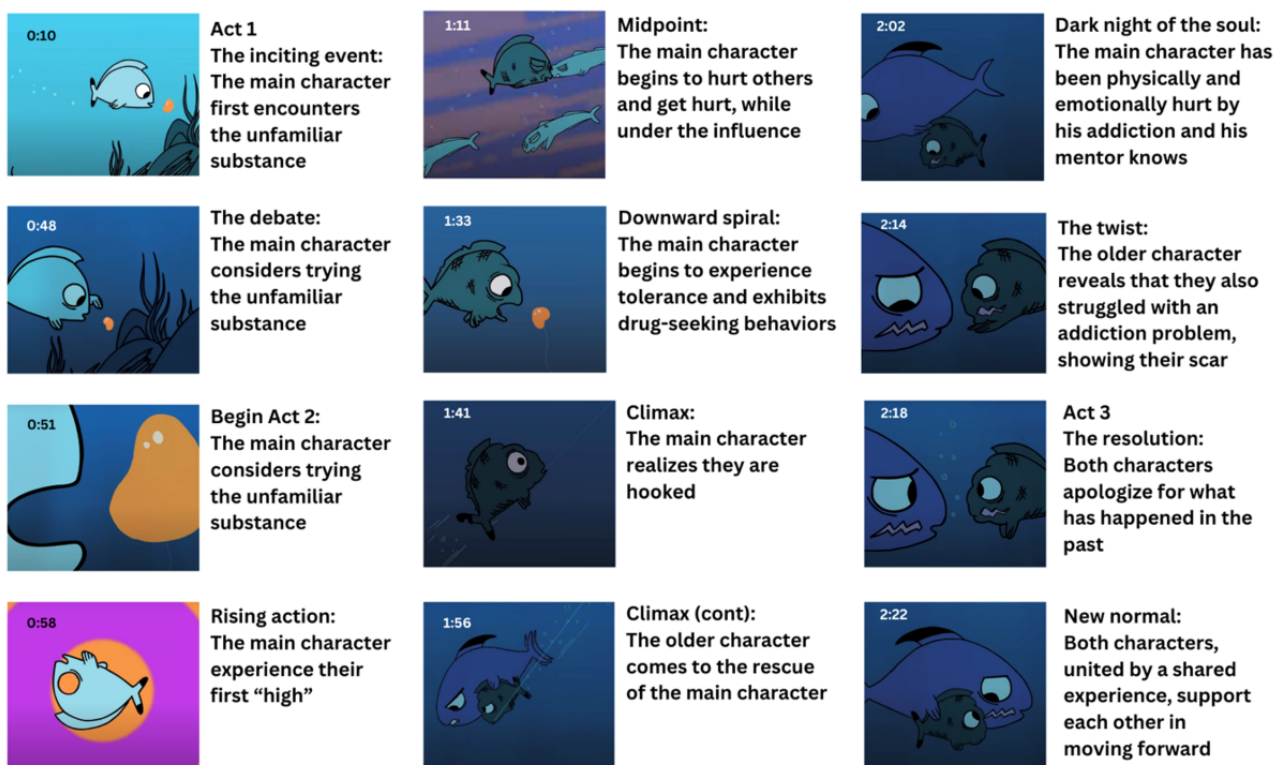 0:10
Act 1
The inciting event:
The main character
first encounters
the unfamiliar
substance
0:48
The debate:
The main character
considers trying
the unfamiliar
substance
0:51
Begin Act 2:
The main character
considers trying
the unfamiliar
substance
0:58
Rising action:
The main character
experience their
first “high”
1:11
Midpoint:
The main character
begins to hurt others
and get hurt, while
under the influence
1:33
Downward spiral:
The main character
begins to experience
tolerance and exhibits
drug-seeking behaviors
1:41
Climax:
The main character
realizes they are
hooked
1:56
Climax (cont):
The older character
comes to the rescue
of the main character
2:02
Dark night of the soul:
The main character has
been physically and
emotionally hurt by
his addiction and his
mentor knows
2:14
The twist:
The older character
reveals that they also
struggled with an
addiction problem,
showing their scar
2:18
Act 3
The resolution:
Both characters
apologize for what
has happened in the
past
2:22
New normal:
Both characters,
united by a shared
experience, support
each other in
moving forward